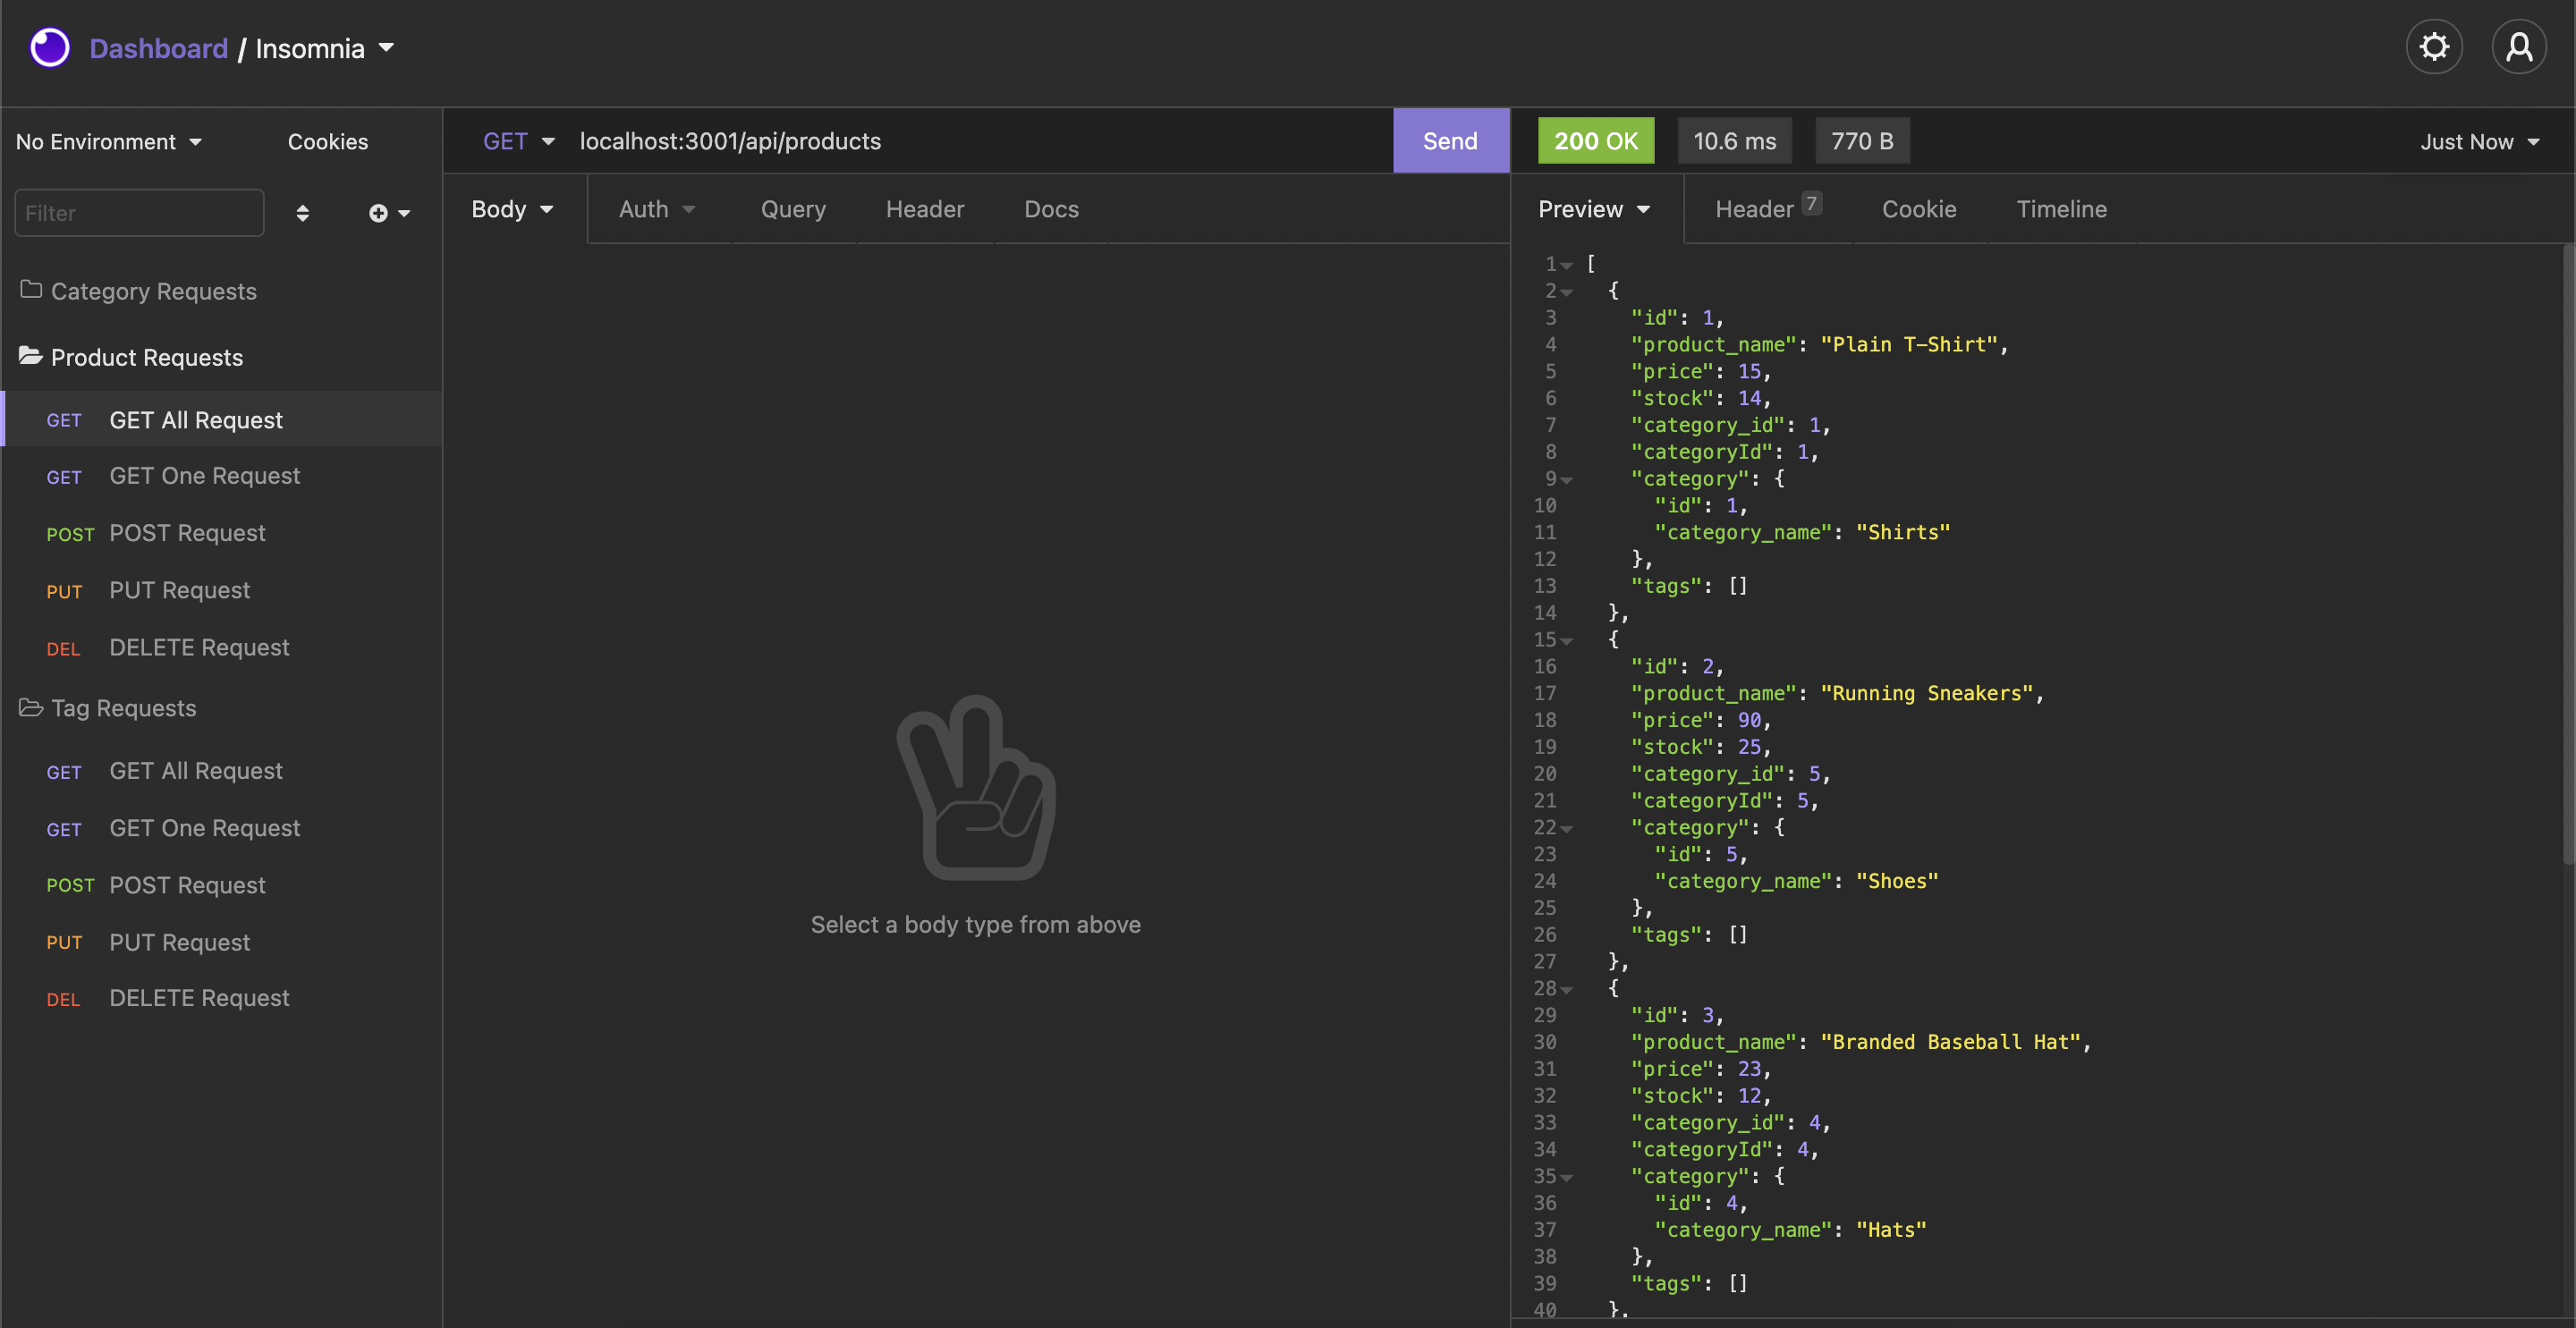 Dashboard / Insomnia
No Environment
Cookies
Filter
Category Requests
Product Requests
GET GET All Request
GET GET One Request
POST POST Request
PUT PUT Request
DEL DELETE Request
Tag Requests
GET GET All Request
GET GET One Request
POST POST Request
PUT PUT Request
DEL DELETE Request
GET localhost:3001/api/products Send
Body Auth Query Header Docs
Select a body type from above
200 OK 10.6 ms 770 B Just Now
Preview Header 7 Cookie Timeline
1 [
2 {
3 "id": 1,
4 "product_name": "Plain T-Shirt",
5 "price": 15,
6 "stock": 14,
7 "category_id": 1,
8 "categoryId": 1,
9 "category": {
10 "id": 1,
11 "category_name": "Shirts"
12 },
13 "tags": []
14 },
15 {
16 "id": 2,
17 "product_name": "Running Sneakers",
18 "price": 90,
19 "stock": 25,
20 "category_id": 5,
21 "categoryId": 5,
22 "category": {
23 "id": 5,
24 "category_name": "Shoes"
25 },
26 "tags": []
27 },
28 {
29 "id": 3,
30 "product_name": "Branded Baseball Hat",
31 "price": 23,
32 "stock": 12,
33 "category_id": 4,
34 "categoryId": 4,
35 "category": {
36 "id": 4,
37 "category_name": "Hats"
38 },
39 "tags": []
40 },